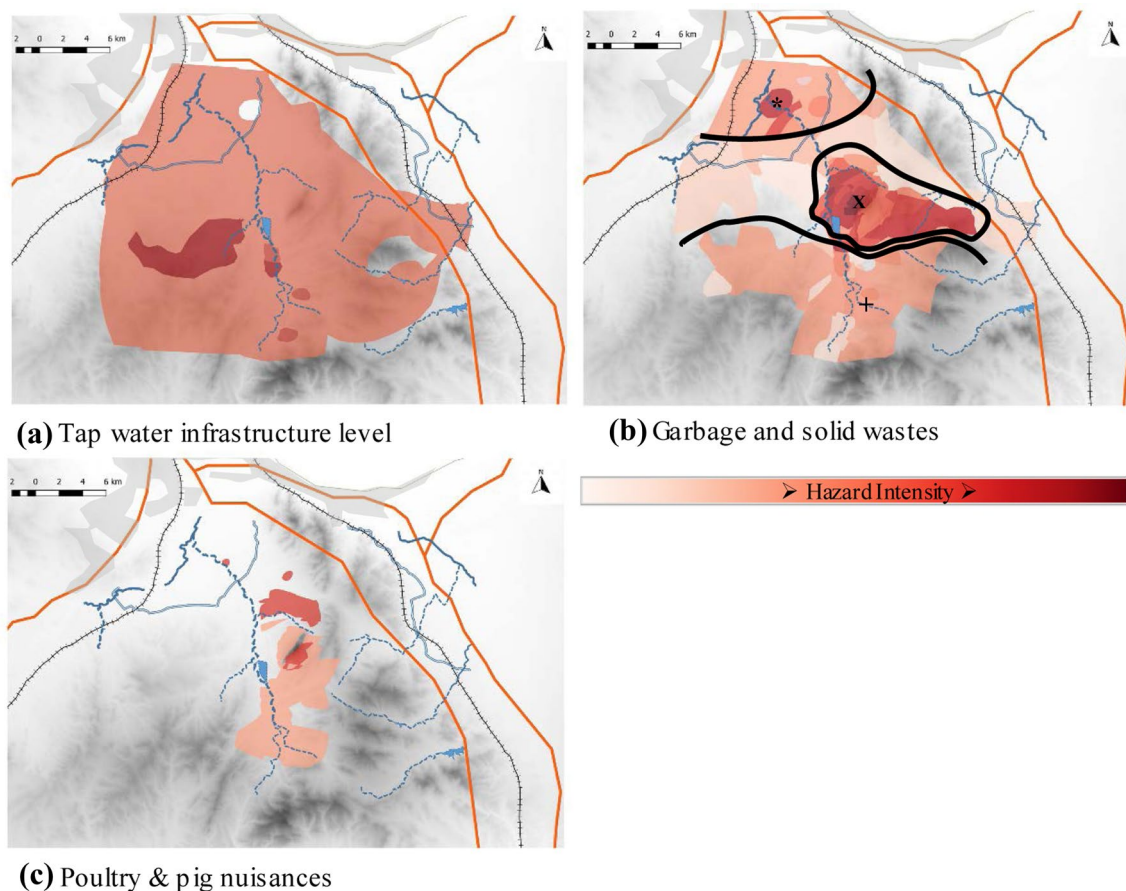 2 0 2 4 6 km
N
2 0 2 4 6 km
N
*
x
+
(a) Tap water infrastructure level
(b) Garbage and solid wastes
2 0 2 4 6 km
N
➢ Hazard Intensity ➢
(c) Poultry & pig nuisances